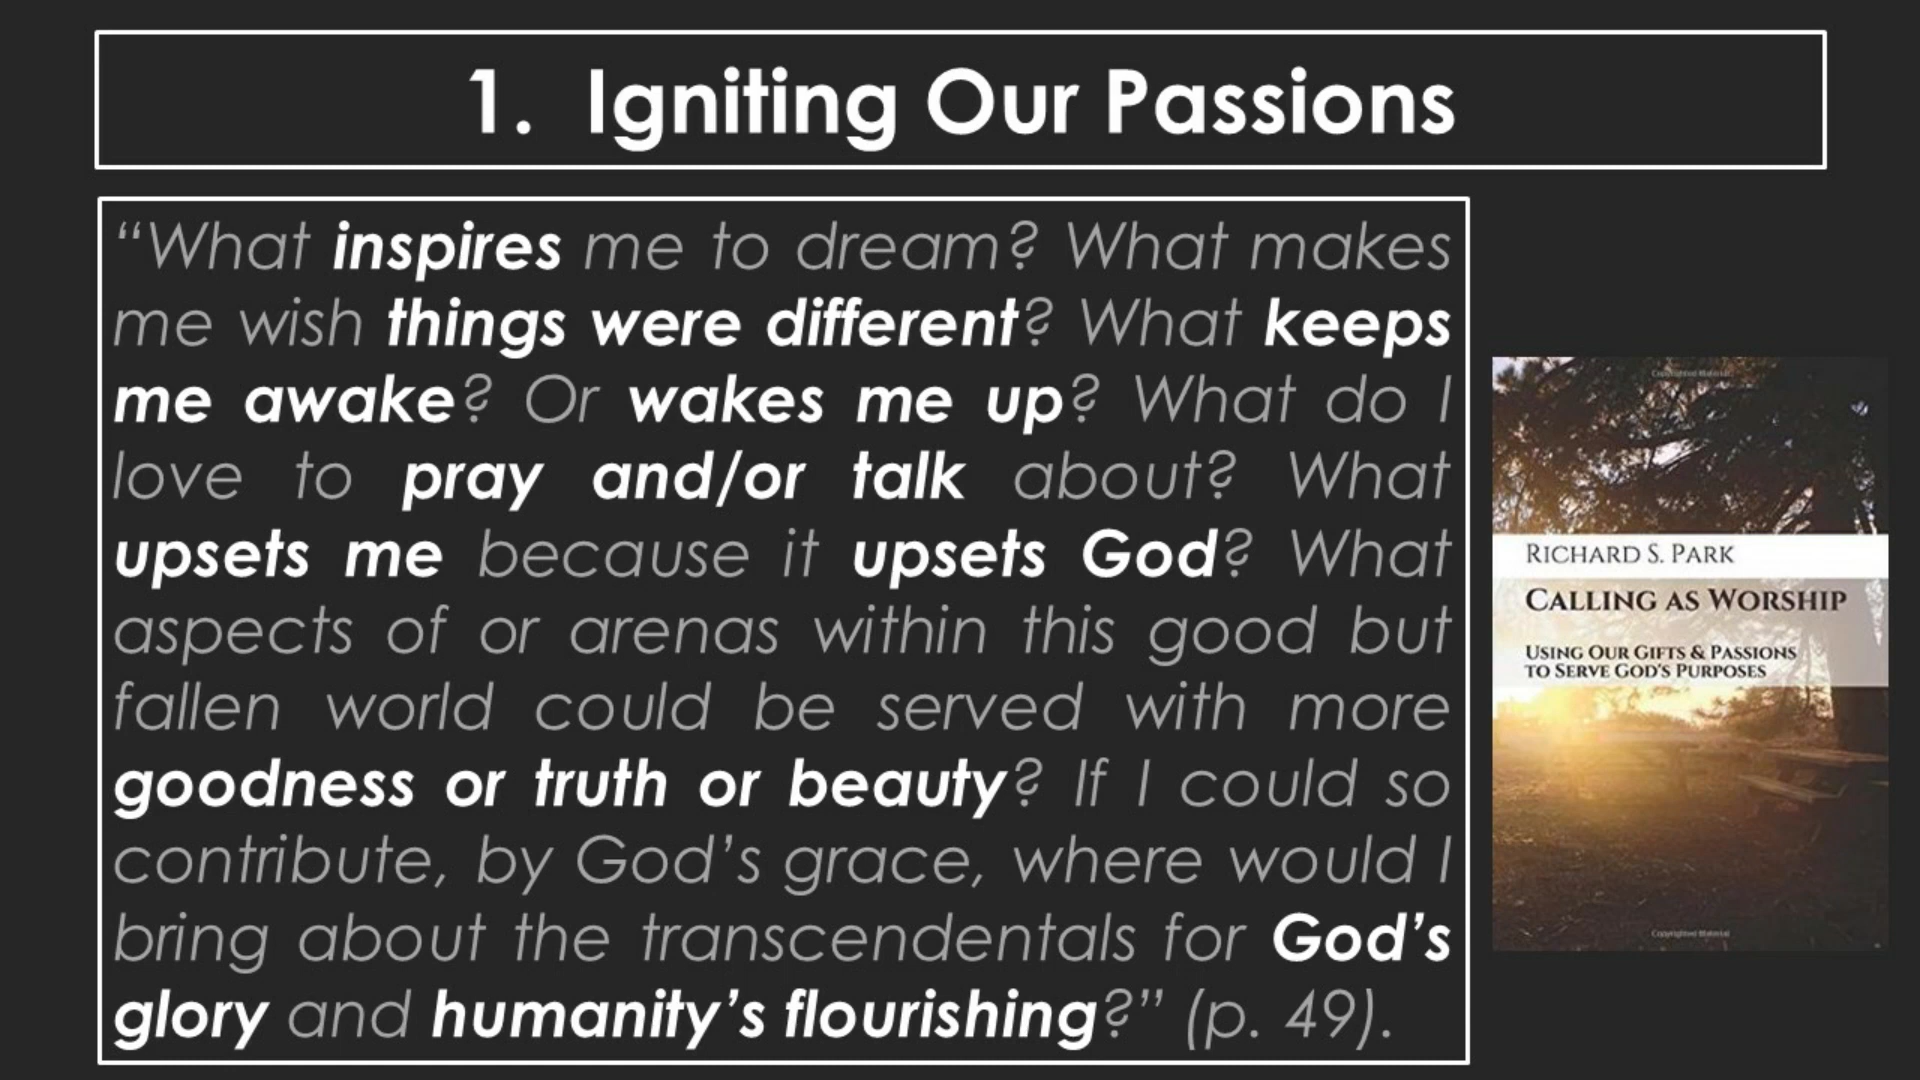 1. Igniting Our Passions
“What inspires me to dream? What makes
me wish things were different? What keeps
me awake? Or wakes me up? What do I
love to pray and/or talk about? What
upsets me because it upsets God? What
aspects of or arenas within this good but
fallen world could be served with more
goodness or truth or beauty? If I could so
contribute, by God’s grace, where would I
bring about the transcendentals for God’s
glory and humanity’s flourishing?” (p. 49).
Copyrighted Material
RICHARD S. PARK
CALLING AS WORSHIP
USING OUR GIFTS & PASSIONS
TO SERVE GOD'S PURPOSES
Copyrighted Material